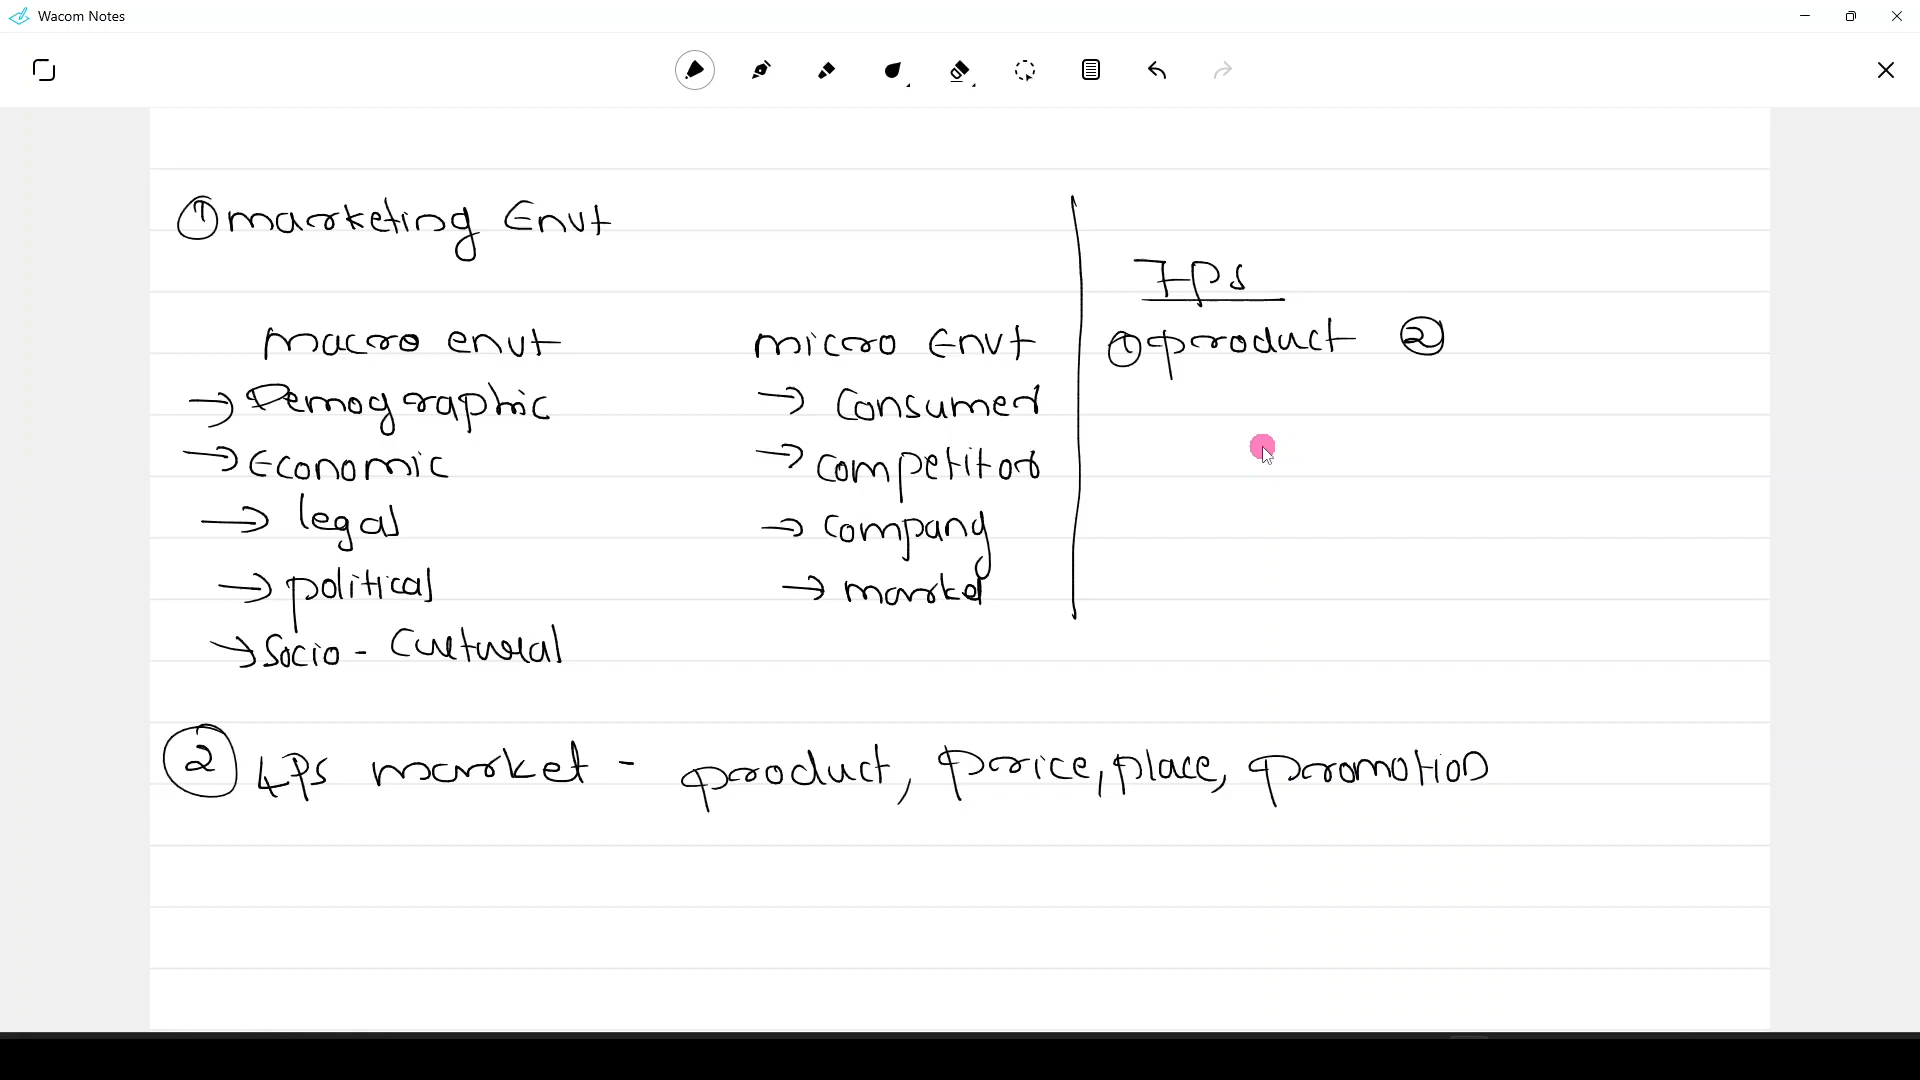 Wacom Notes
① marketing Envt
macro envt
→ Demographic
→ Economic
→ legal
→ political
→ Socio - Cultural
micro Envt
→ Consumer
→ Competitor
→ Company
→ market
7ps
① product ②
② 4Ps market - product, price, place, promotion